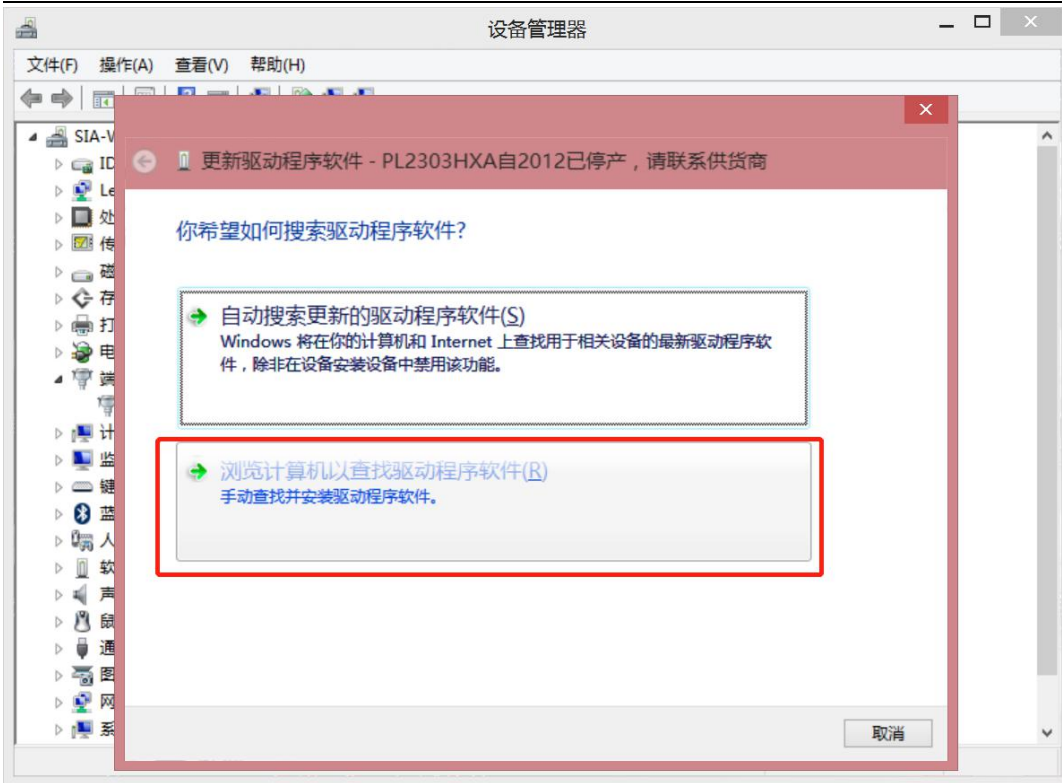 设备管理器
文件(F) 操作(A) 查看(V) 帮助(H)
SIA-V
ID
Le
处
传
磁
存
打
电
端
计
监
键
蓝
人
软
声
鼠
通
图
网
系
更新驱动程序软件 - PL2303HXA自2012已停产，请联系供货商
你希望如何搜索驱动程序软件?
自动搜索更新的驱动程序软件(S)
Windows 将在你的计算机和 Internet 上查找用于相关设备的最新驱动程序软
件，除非在设备安装设备中禁用该功能。
浏览计算机以查找驱动程序软件(R)
手动查找并安装驱动程序软件。
取消